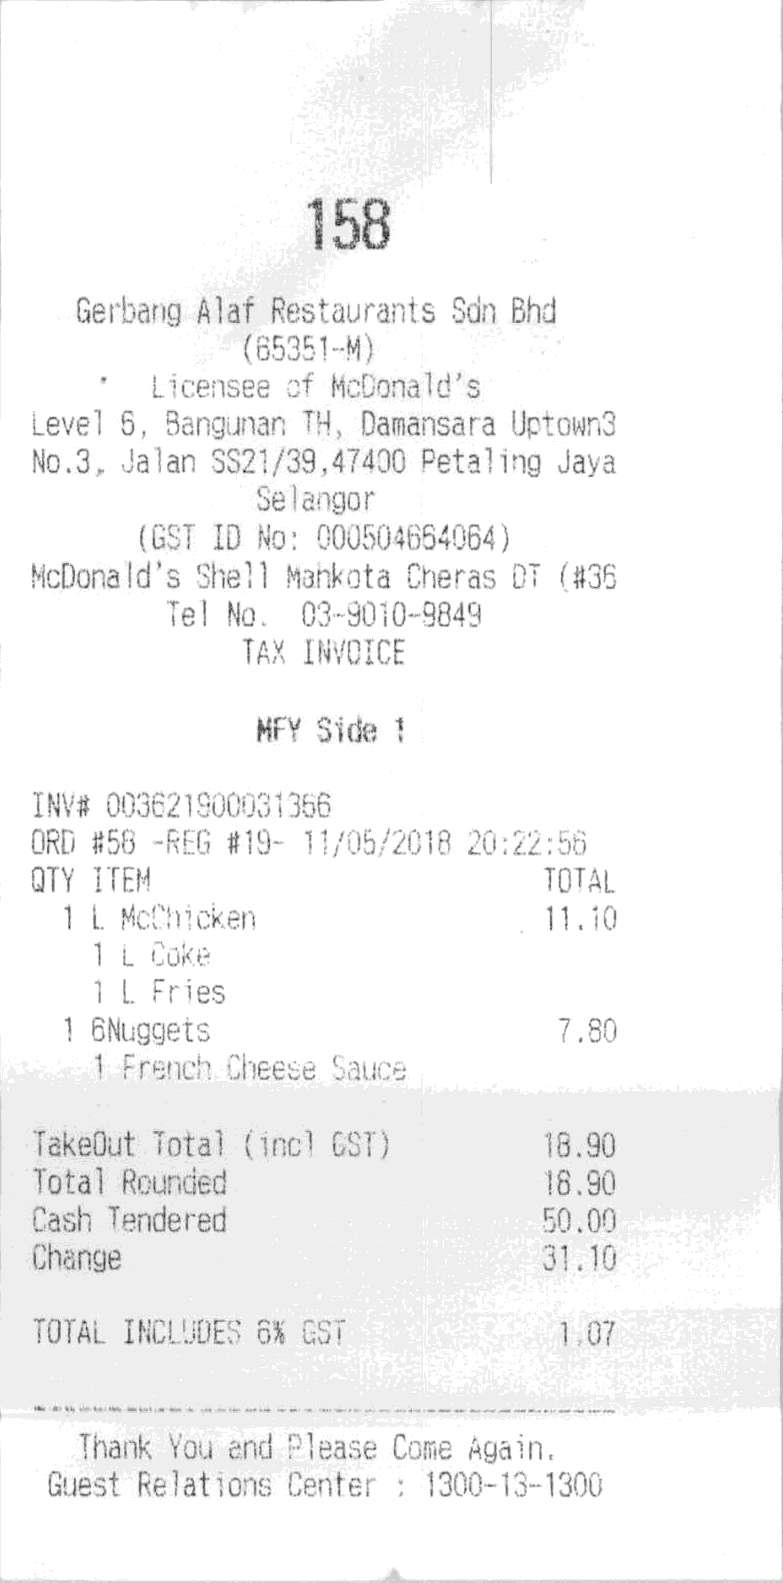 158
Gerbang Alaf Restaurants Sdn Bhd
(65351-M)
Licensee of McDonald's
Level 6, Bangunan TH, Damansara Uptown3
No.3, Jalan SS21/39,47400 Petaling Jaya
Selangor
(GST ID No: 000504664064)
McDonald's Shell Mahkota Cheras DT (#36
Tel No. 03-9010-9849
TAX INVOICE
MFY Side 1
INV# 003621900031366
ORD #58 -REG #19- 11/05/2018 20:22:56
QTY ITEM TOTAL
1 L McChicken 11.10
1 L Coke
1 L Fries
1 6Nuggets 7.80
1 French Cheese Sauce
TakeOut Total (incl GST) 18.90
Total Rounded 18.90
Cash Tendered 50.00
Change 31.10
TOTAL INCLUDES 6% GST 1.07
Thank You and Please Come Again.
Guest Relations Center : 1300-13-1300